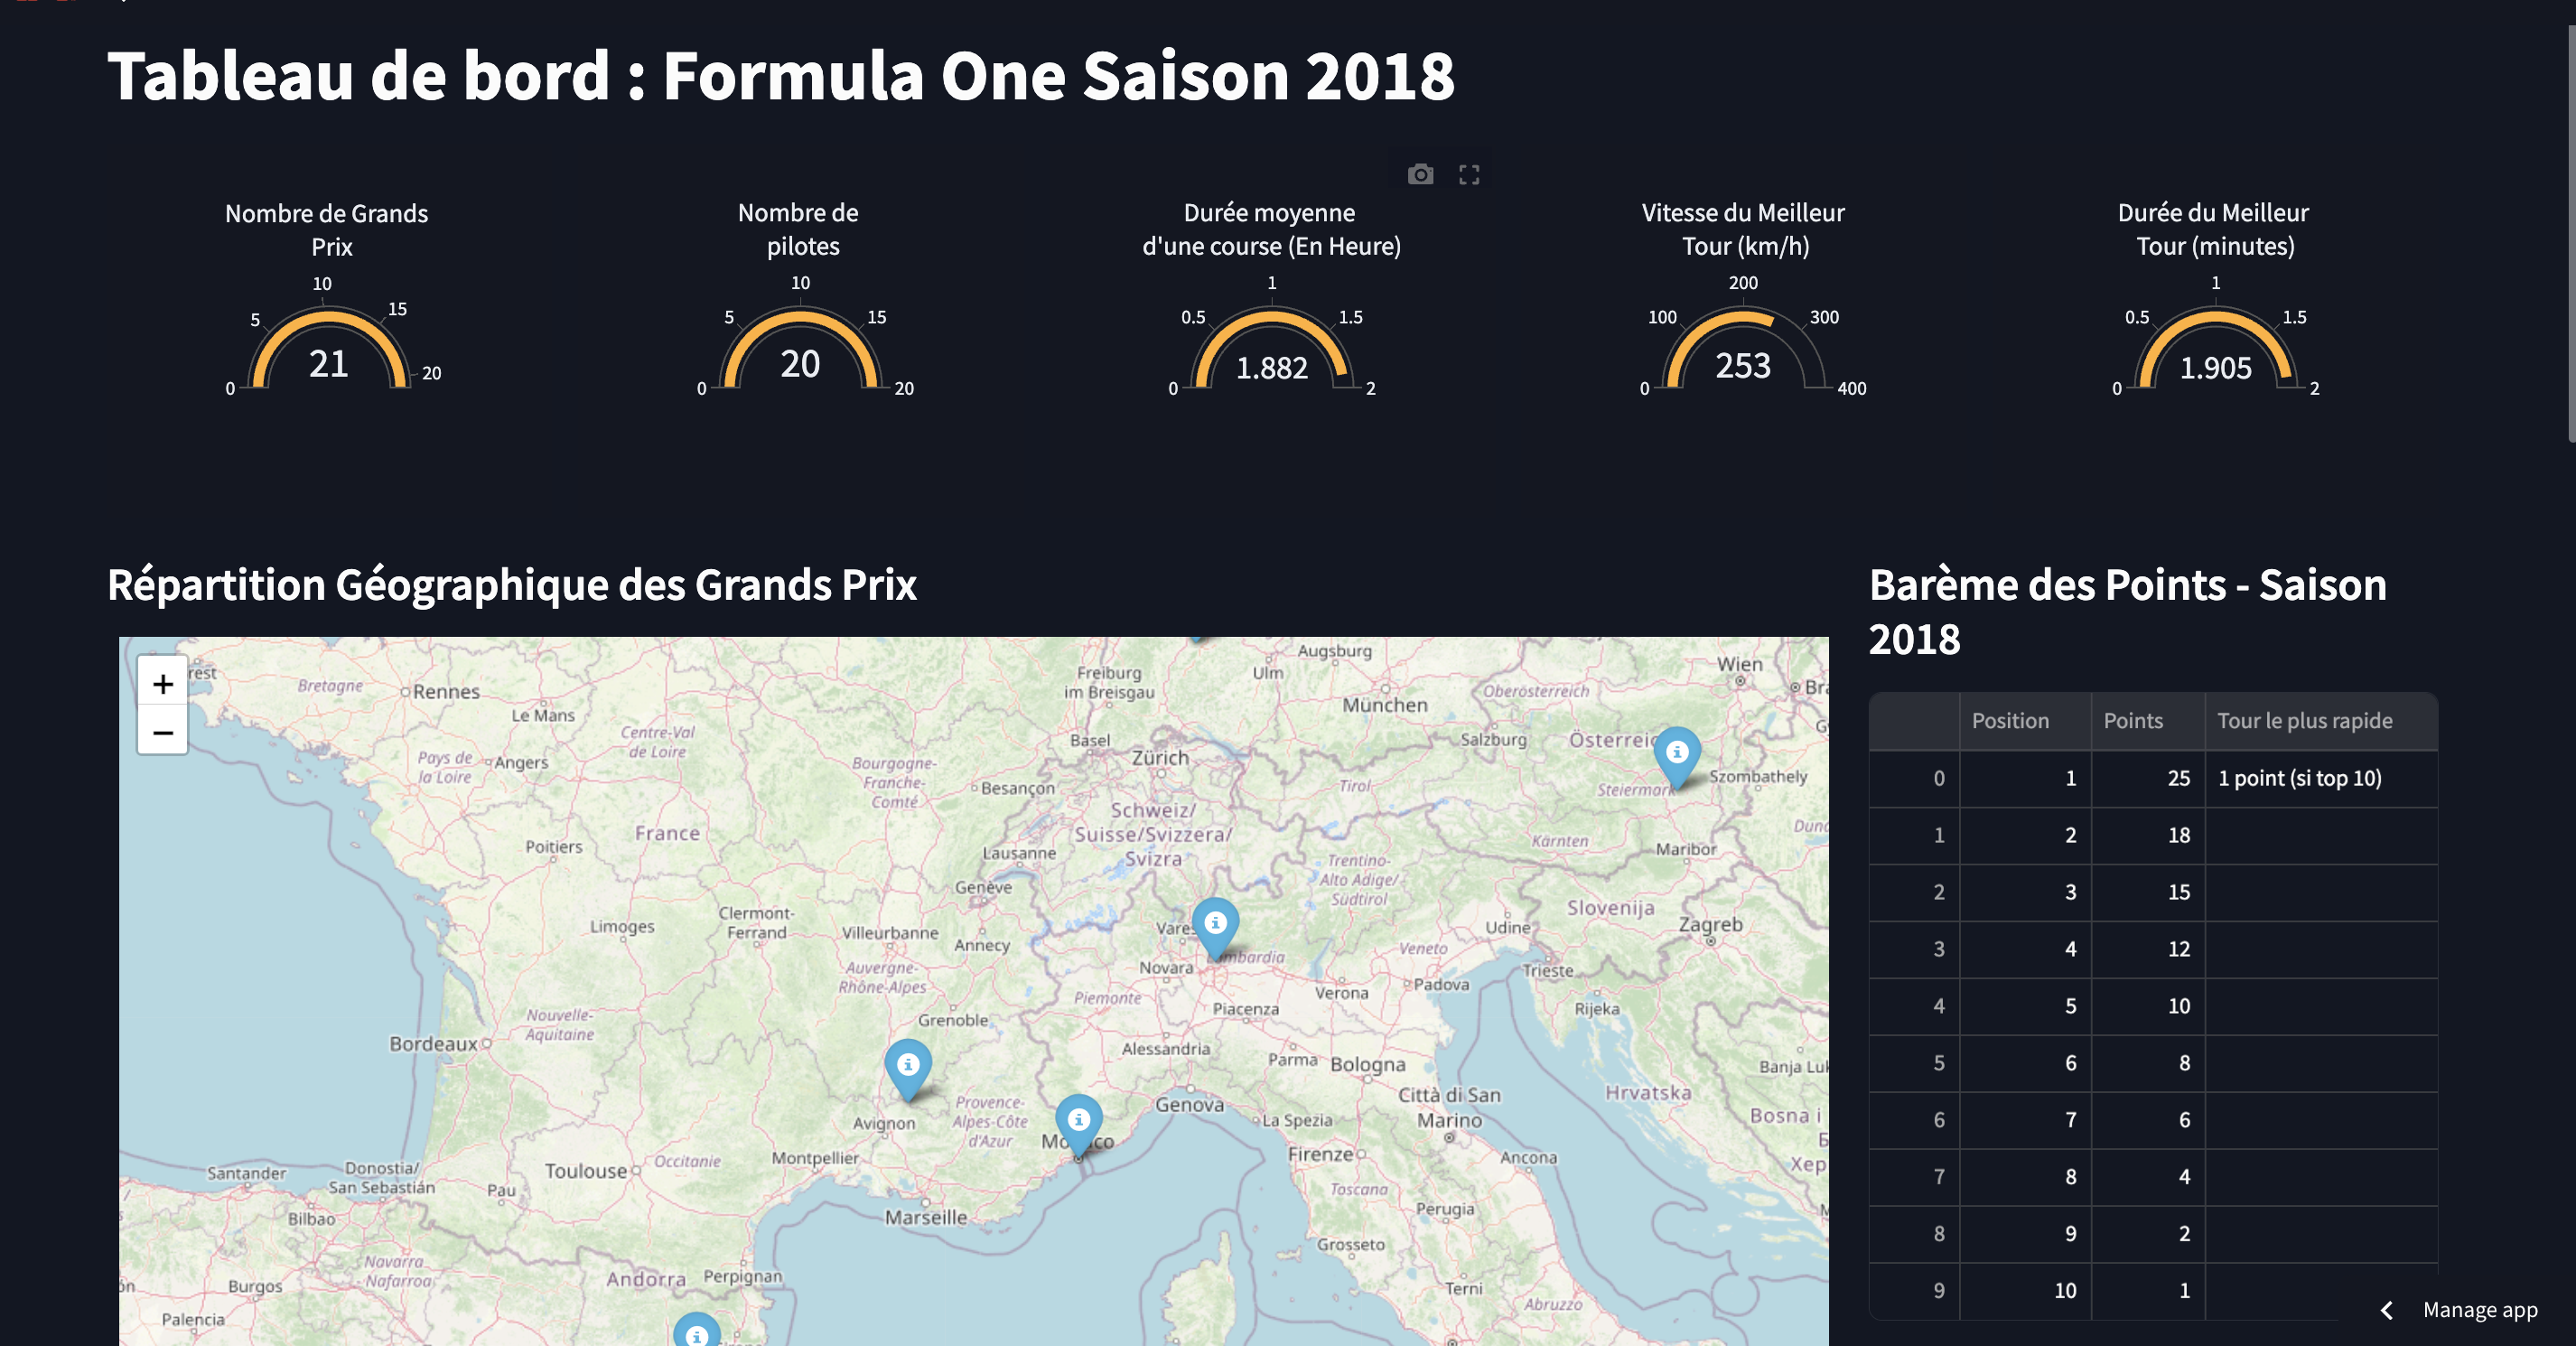 Tableau de bord : Formula One Saison 2018
Nombre de Grands
Prix
0
5
10
15
20
21
Nombre de
pilotes
0
5
10
15
20
20
Durée moyenne
d'une course (En Heure)
0
0.5
1
1.5
2
1.882
Vitesse du Meilleur
Tour (km/h)
0
100
200
300
400
253
Durée du Meilleur
Tour (minutes)
0
0.5
1
1.5
2
1.905
Répartition Géographique des Grands Prix
+
−
rest
Bretagne
Rennes
Le Mans
Pays de
la Loire
Angers
Centre-Val
de Loire
Bourgogne-
Franche-
Comté
Besançon
Freiburg
im Breisgau
Basel
Zürich
Ulm
Augsburg
München
Oberösterreich
Salzburg
Österreic
Wien
Steiermark
Szombathely
Schweiz/
Suisse/Svizzera/
Svizra
Tirol
Lausanne
Genève
Trentino-
Alto Adige/
Südtirol
Kärnten
Maribor
Poitiers
France
Limoges
Clermont-
Ferrand
Villeurbanne
Annecy
Auvergne-
Rhône-Alpes
Vares
Lombardia
Novara
Piemonte
Piacenza
Verona
Padova
Veneto
Udine
Trieste
Slovenija
Zagreb
Rijeka
Bordeaux
Nouvelle-
Aquitaine
Grenoble
Alessandria
Parma
Bologna
Città di San
Marino
Hrvatska
Banja Luk
Bosna i
Avignon
Provence-
Alpes-Côte
d'Azur
Genova
La Spezia
Firenze
Ancona
Santander
Donostia/
San Sebastián
Pau
Toulouse
Occitanie
Montpellier
Marseille
Toscana
Perugia
Bilbao
Navarra
- Nafarroa
Burgos
Palencia
Andorra
Perpignan
Grosseto
Terni
Abruzzo
Barème des Points - Saison
2018
Position Points Tour le plus rapide
0 1 25 1 point (si top 10)
1 2 18
2 3 15
3 4 12
4 5 10
5 6 8
6 7 6
7 8 4
8 9 2
9 10 1
Manage app